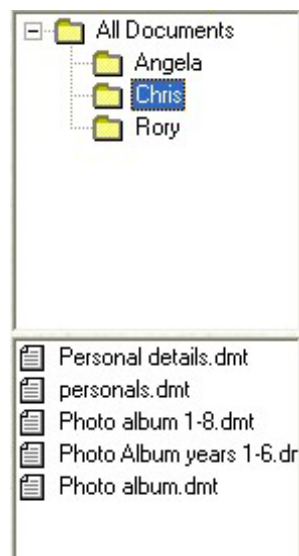 All Documents
Angela
Chris
Rory
Personal details.dmt
personals.dmt
Photo album 1-8.dmt
Photo Album years 1-6.dr
Photo album.dmt